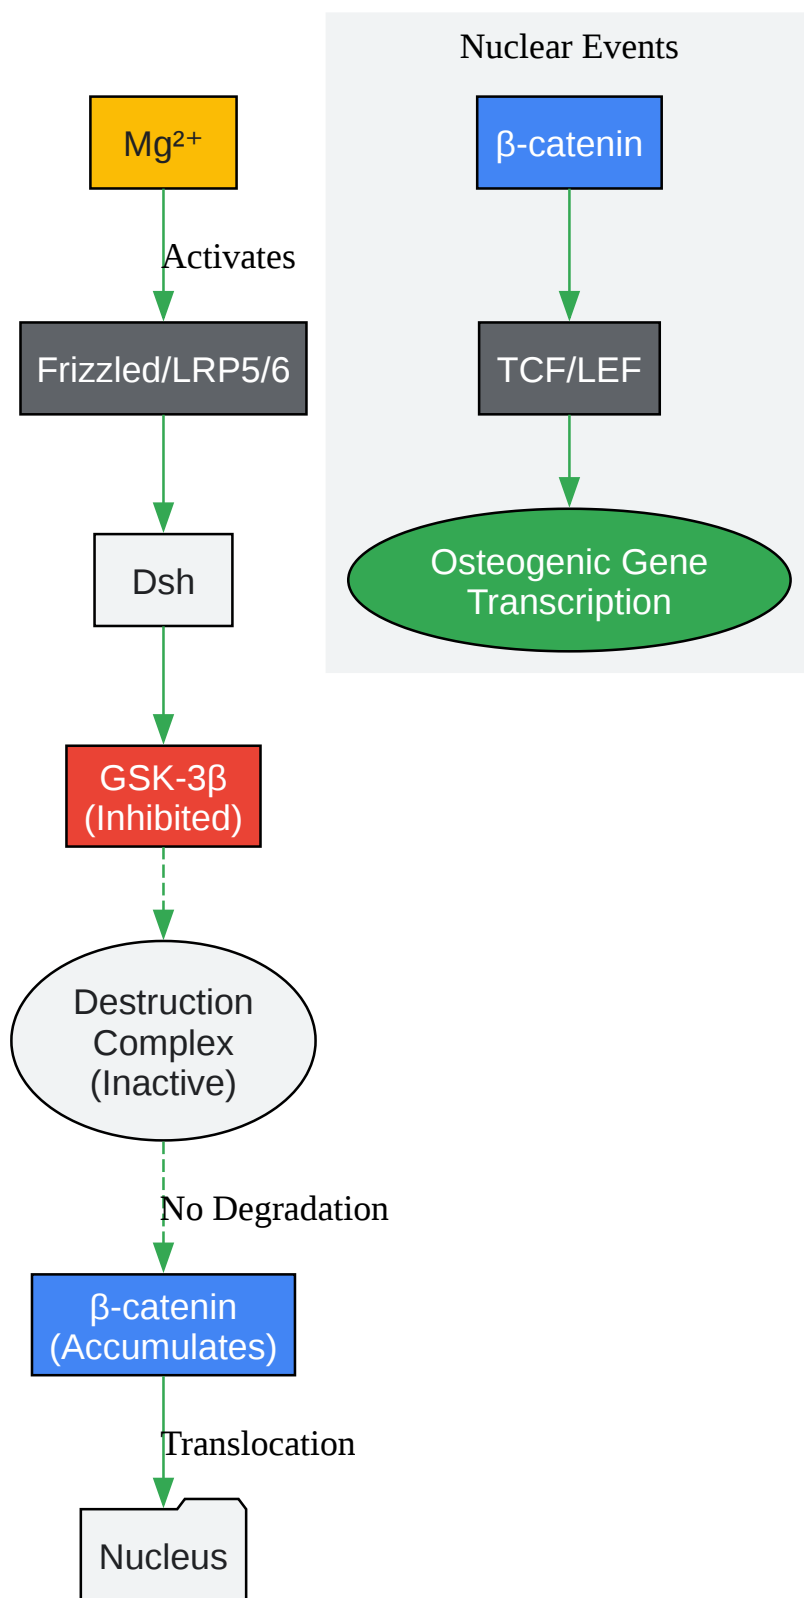 Nuclear Events
Mg²⁺
β-catenin
Activates
Frizzled/LRP5/6
TCF/LEF
Dsh
Osteogenic Gene
Transcription
GSK-3β
(Inhibited)
Destruction
Complex
(Inactive)
No Degradation
β-catenin
(Accumulates)
Translocation
Nucleus